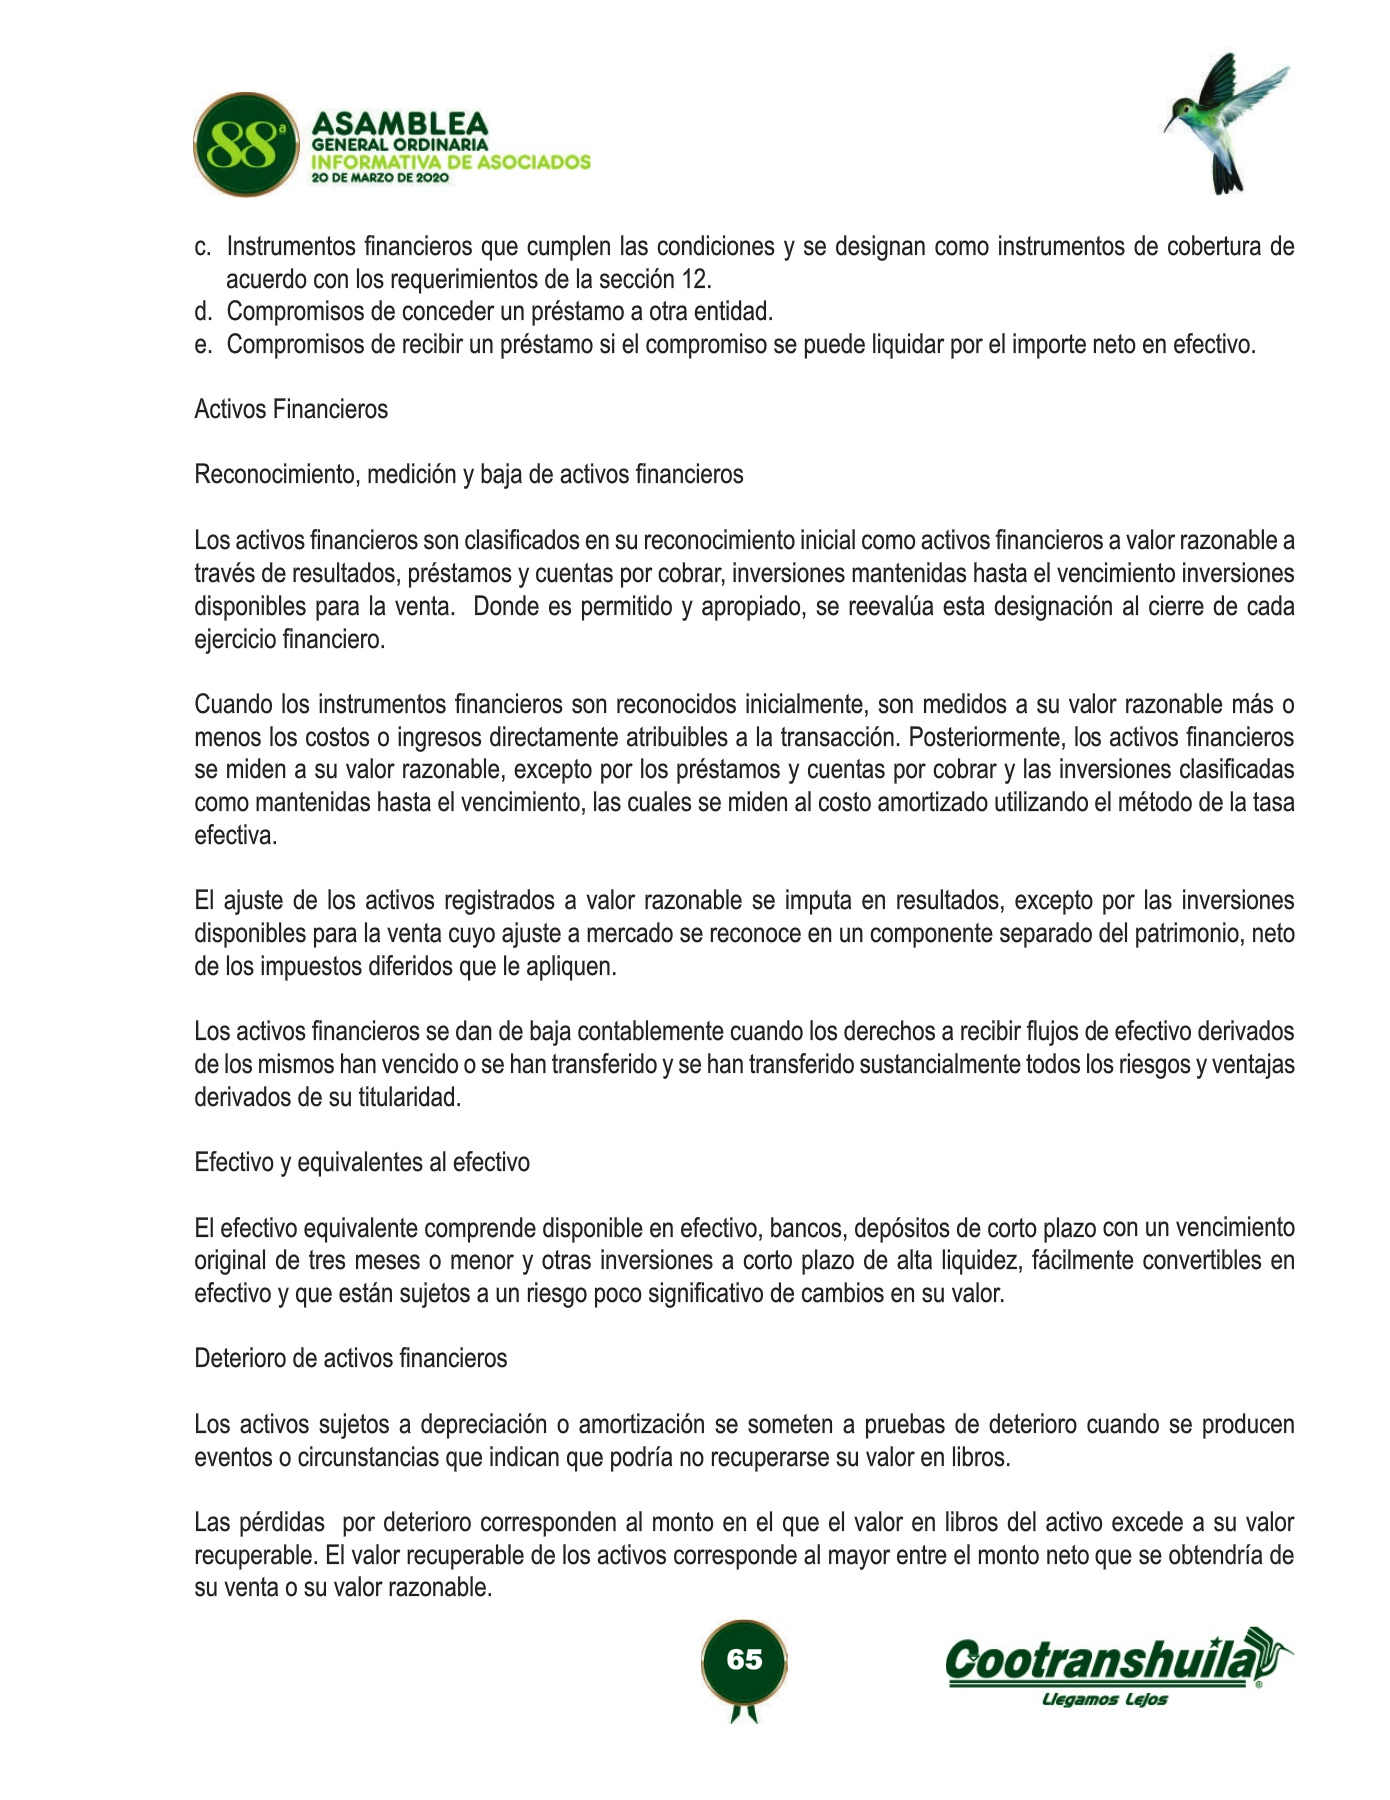 88ª
ASAMBLEA
GENERAL ORDINARIA
INFORMATIVA DE ASOCIADOS
20 DE MARZO DE 2020
c. Instrumentos financieros que cumplen las condiciones y se designan como instrumentos de cobertura de
acuerdo con los requerimientos de la sección 12.
d. Compromisos de conceder un préstamo a otra entidad.
e. Compromisos de recibir un préstamo si el compromiso se puede liquidar por el importe neto en efectivo.
Activos Financieros
Reconocimiento, medición y baja de activos financieros
Los activos financieros son clasificados en su reconocimiento inicial como activos financieros a valor razonable a
través de resultados, préstamos y cuentas por cobrar, inversiones mantenidas hasta el vencimiento inversiones
disponibles para la venta. Donde es permitido y apropiado, se reevalúa esta designación al cierre de cada
ejercicio financiero.
Cuando los instrumentos financieros son reconocidos inicialmente, son medidos a su valor razonable más o
menos los costos o ingresos directamente atribuibles a la transacción. Posteriormente, los activos financieros
se miden a su valor razonable, excepto por los préstamos y cuentas por cobrar y las inversiones clasificadas
como mantenidas hasta el vencimiento, las cuales se miden al costo amortizado utilizando el método de la tasa
efectiva.
El ajuste de los activos registrados a valor razonable se imputa en resultados, excepto por las inversiones
disponibles para la venta cuyo ajuste a mercado se reconoce en un componente separado del patrimonio, neto
de los impuestos diferidos que le apliquen.
Los activos financieros se dan de baja contablemente cuando los derechos a recibir flujos de efectivo derivados
de los mismos han vencido o se han transferido y se han transferido sustancialmente todos los riesgos y ventajas
derivados de su titularidad.
Efectivo y equivalentes al efectivo
El efectivo equivalente comprende disponible en efectivo, bancos, depósitos de corto plazo con un vencimiento
original de tres meses o menor y otras inversiones a corto plazo de alta liquidez, fácilmente convertibles en
efectivo y que están sujetos a un riesgo poco significativo de cambios en su valor.
Deterioro de activos financieros
Los activos sujetos a depreciación o amortización se someten a pruebas de deterioro cuando se producen
eventos o circunstancias que indican que podría no recuperarse su valor en libros.
Las pérdidas por deterioro corresponden al monto en el que el valor en libros del activo excede a su valor
recuperable. El valor recuperable de los activos corresponde al mayor entre el monto neto que se obtendría de
su venta o su valor razonable.
65
Cootranshuila®
Llegamos Lejos